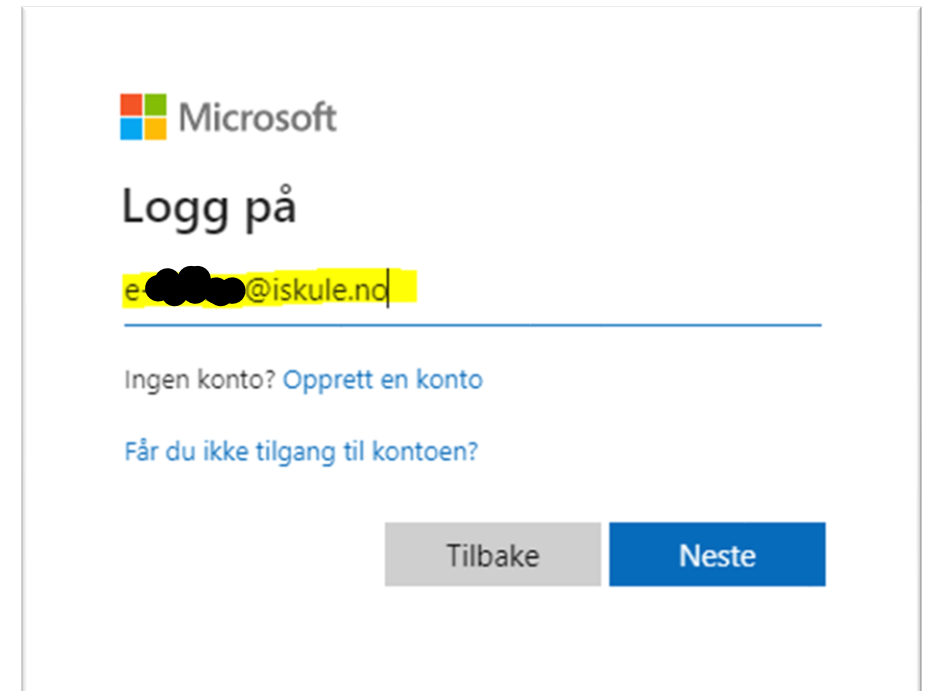 Microsoft
Logg på
e-@iskule.no
Ingen konto? Opprett en konto
Får du ikke tilgang til kontoen?
Tilbake
Neste